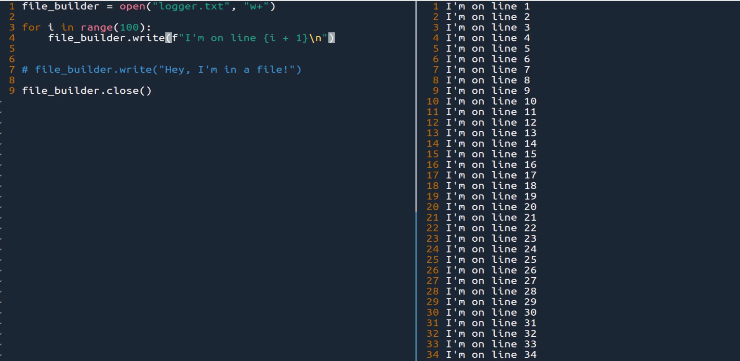 1 file_builder = open("logger.txt", "w+")
2
3 for i in range(100):
4     file_builder.write(f"I'm on line {i + 1}\n")
5
6
7 # file_builder.write("Hey, I'm in a file!")
8
9 file_builder.close()
1 I'm on line 1
2 I'm on line 2
3 I'm on line 3
4 I'm on line 4
5 I'm on line 5
6 I'm on line 6
7 I'm on line 7
8 I'm on line 8
9 I'm on line 9
10 I'm on line 10
11 I'm on line 11
12 I'm on line 12
13 I'm on line 13
14 I'm on line 14
15 I'm on line 15
16 I'm on line 16
17 I'm on line 17
18 I'm on line 18
19 I'm on line 19
20 I'm on line 20
21 I'm on line 21
22 I'm on line 22
23 I'm on line 23
24 I'm on line 24
25 I'm on line 25
26 I'm on line 26
27 I'm on line 27
28 I'm on line 28
29 I'm on line 29
30 I'm on line 30
31 I'm on line 31
32 I'm on line 32
33 I'm on line 33
34 I'm on line 34